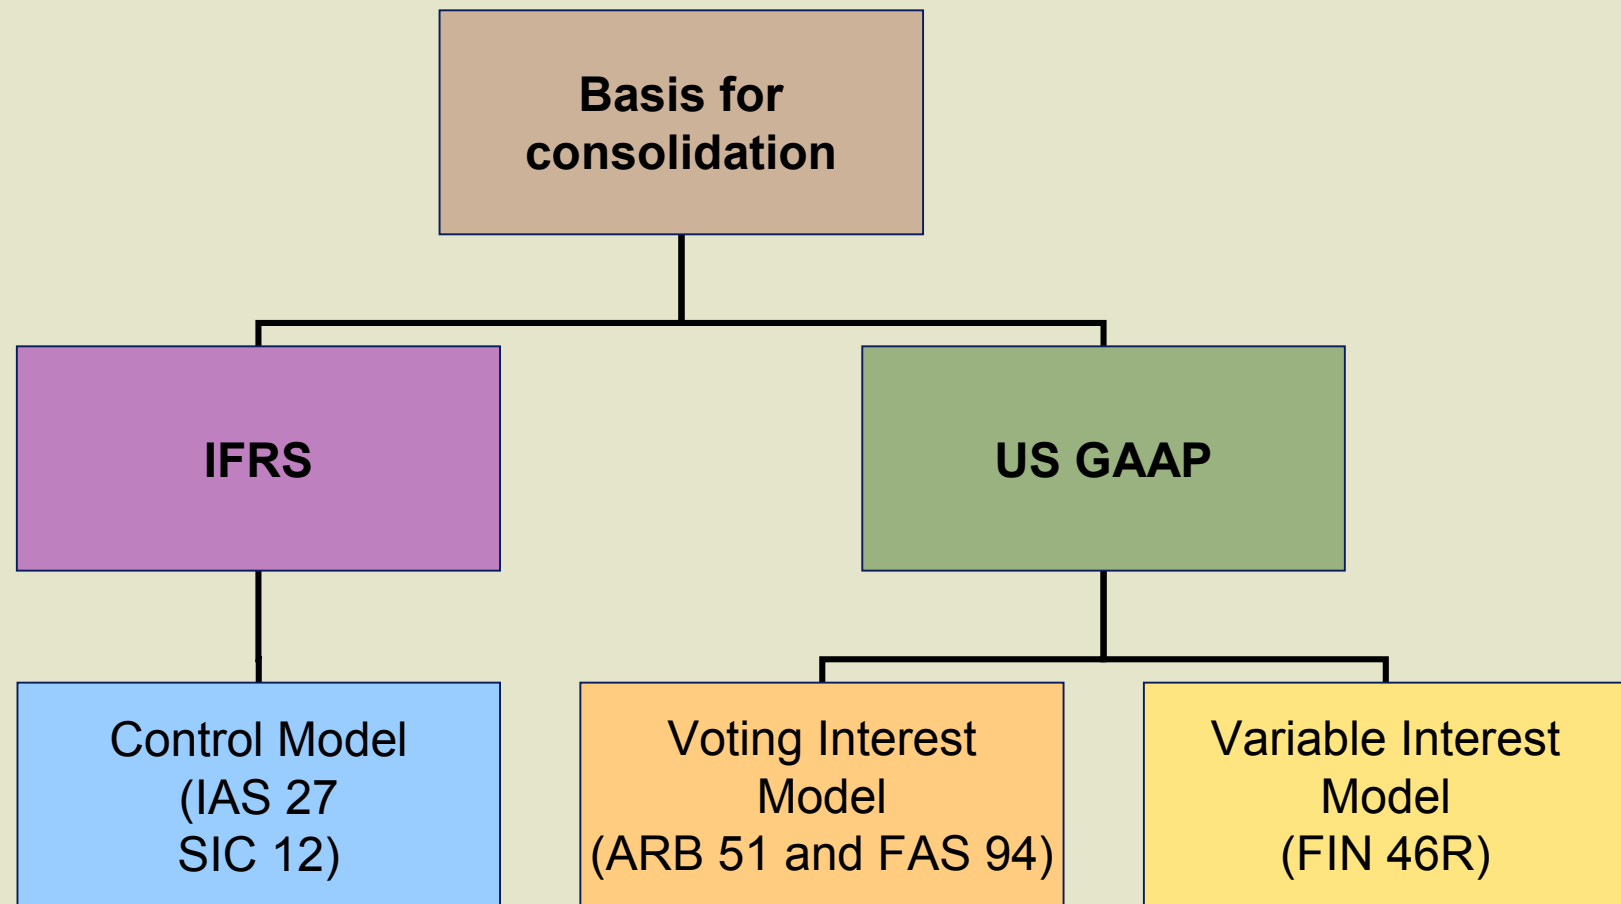 Basis for
consolidation
IFRS
US GAAP
Control Model
(IAS 27
SIC 12)
Voting Interest
Model
(ARB 51 and FAS 94)
Variable Interest
Model
(FIN 46R)